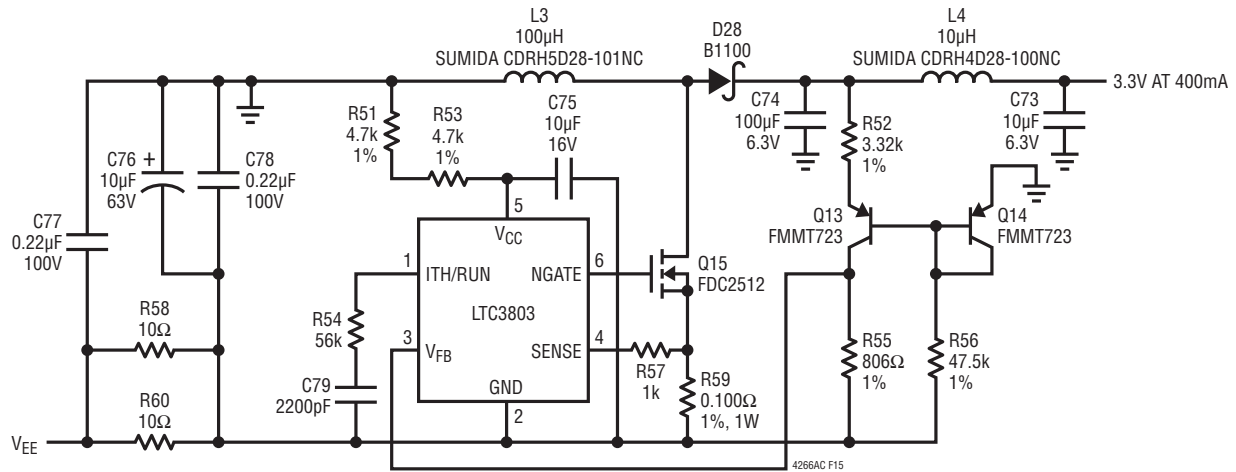 L3
100µH
SUMIDA CDRH5D28-101NC
D28
B1100
L4
10µH
SUMIDA CDRH4D28-100NC
3.3V AT 400mA
R51
4.7k
1%
R53
4.7k
1%
C75
10µF
16V
C74
100µF
6.3V
R52
3.32k
1%
C73
10µF
6.3V
C76
10µF
63V
+
C78
0.22µF
100V
C77
0.22µF
100V
5
VCC
1
ITH/RUN
NGATE
6
Q15
FDC2512
Q13
FMMT723
Q14
FMMT723
LTC3803
R54
56k
3
VFB
SENSE
4
R57
1k
GND
2
R58
10Ω
R60
10Ω
C79
2200pF
R59
0.100Ω
1%, 1W
R55
806Ω
1%
R56
47.5k
1%
VEE
4266AC F15